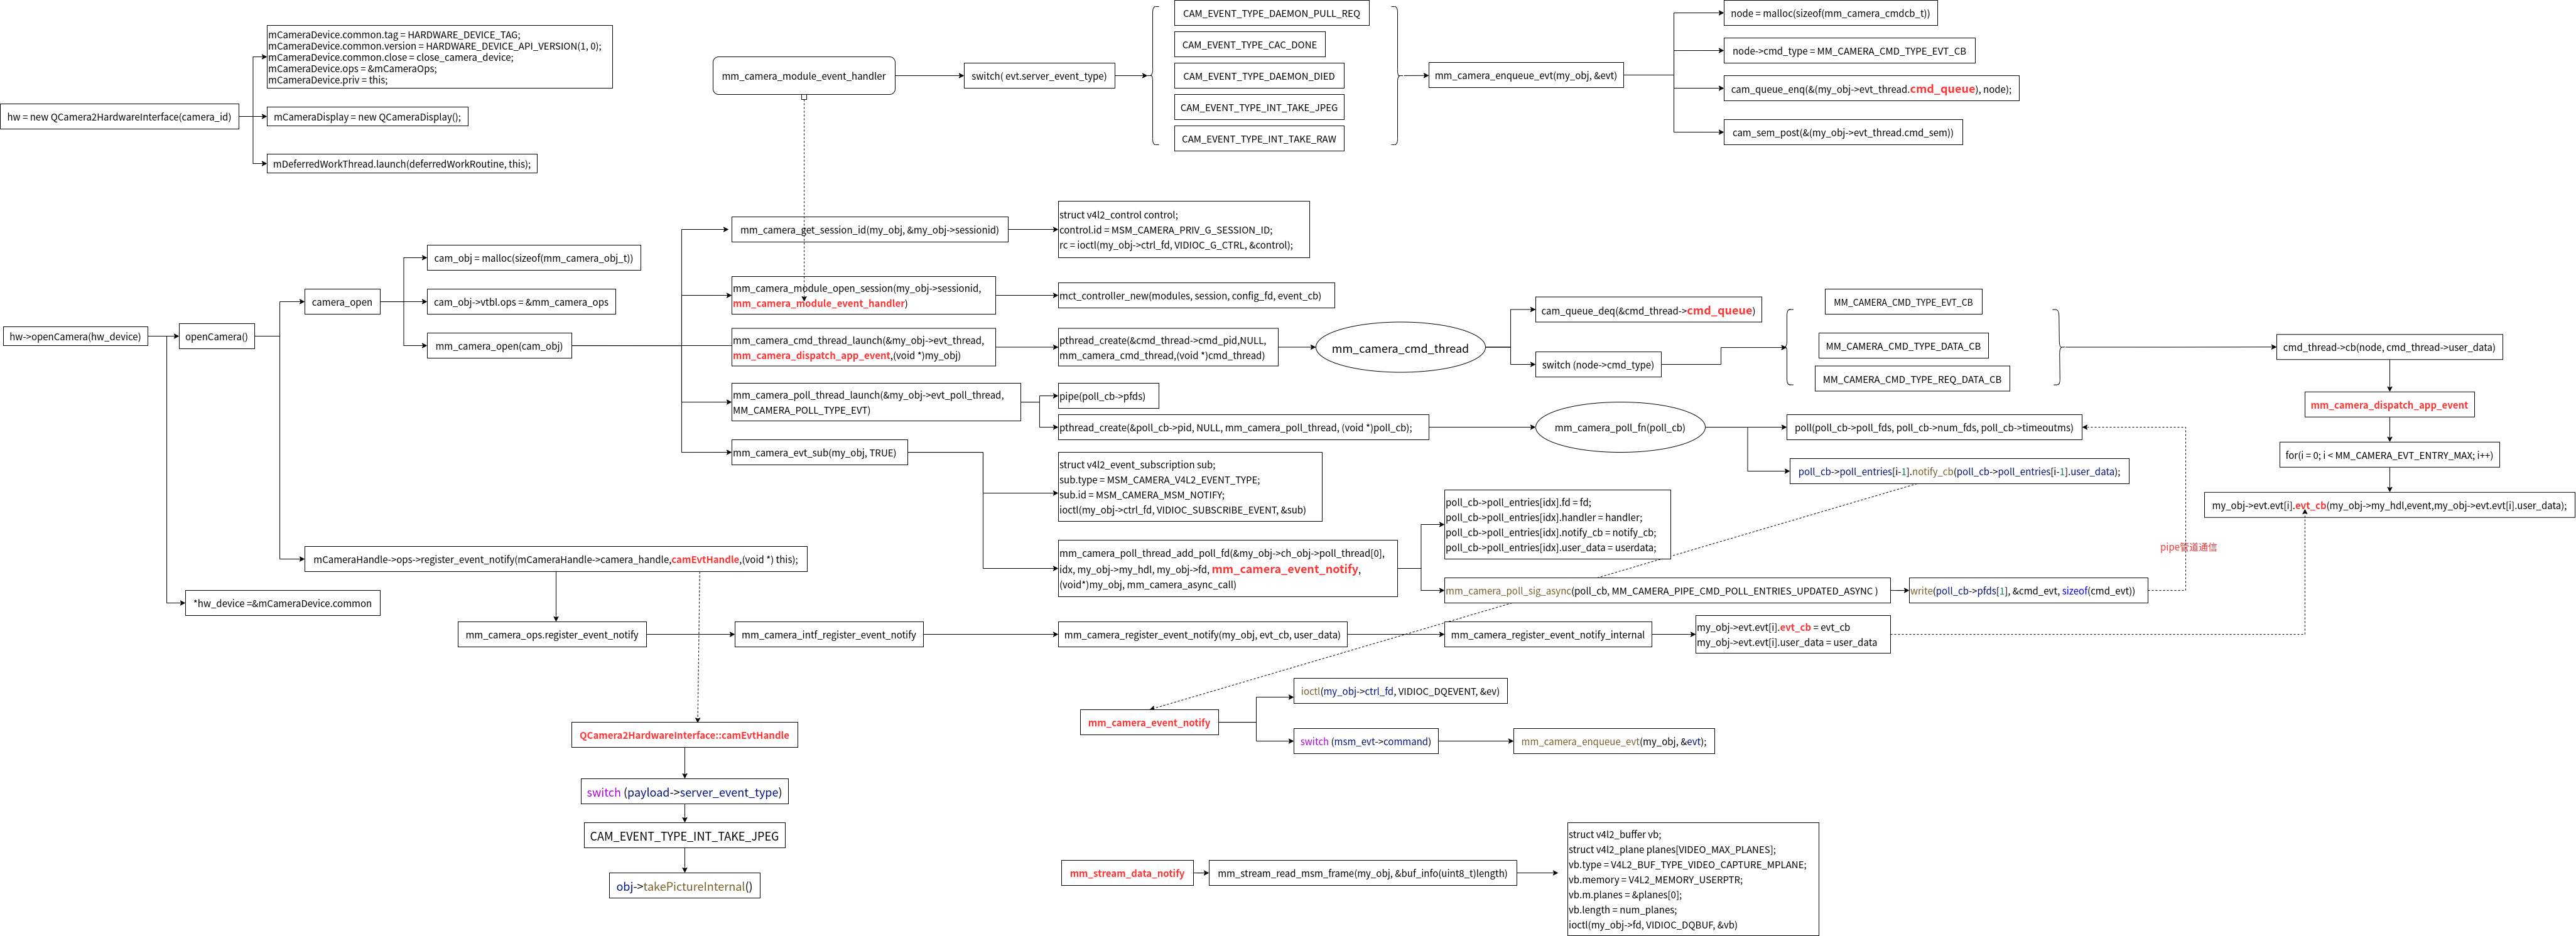 mCameraDevice.common.tag = HARDWARE_DEVICE_TAG;
mCameraDevice.common.version = HARDWARE_DEVICE_API_VERSION(1, 0);
mCameraDevice.common.close = close_camera_device;
mCameraDevice.ops = &mCameraOps;
mCameraDevice.priv = this;
hw = new QCamera2HardwareInterface(camera_id)
mCameraDisplay = new QCameraDisplay();
mDeferredWorkThread.launch(deferredWorkRoutine, this);
mm_camera_module_event_handler
switch( evt.server_event_type)
CAM_EVENT_TYPE_DAEMON_PULL_REQ
CAM_EVENT_TYPE_CAC_DONE
CAM_EVENT_TYPE_DAEMON_DIED
CAM_EVENT_TYPE_INT_TAKE_JPEG
CAM_EVENT_TYPE_INT_TAKE_RAW
mm_camera_enqueue_evt(my_obj, &evt)
node = malloc(sizeof(mm_camera_cmdcb_t))
node->cmd_type = MM_CAMERA_CMD_TYPE_EVT_CB
cam_queue_enq(&(my_obj->evt_thread.cmd_queue), node);
cam_sem_post(&(my_obj->evt_thread.cmd_sem))
hw->openCamera(hw_device)
openCamera()
camera_open
cam_obj = malloc(sizeof(mm_camera_obj_t))
cam_obj->vtbl.ops = &mm_camera_ops
mm_camera_open(cam_obj)
mm_camera_get_session_id(my_obj, &my_obj->sessionid)
struct v4l2_control control;
control.id = MSM_CAMERA_PRIV_G_SESSION_ID;
rc = ioctl(my_obj->ctrl_fd, VIDIOC_G_CTRL, &control);
mm_camera_module_open_session(my_obj->sessionid,
mm_camera_module_event_handler)
mct_controller_new(modules, session, config_fd, event_cb)
mm_camera_cmd_thread_launch(&my_obj->evt_thread,
mm_camera_dispatch_app_event,(void *)my_obj)
pthread_create(&cmd_thread->cmd_pid,NULL,
mm_camera_cmd_thread,(void *)cmd_thread)
mm_camera_cmd_thread
cam_queue_deq(&cmd_thread->cmd_queue)
switch (node->cmd_type)
MM_CAMERA_CMD_TYPE_EVT_CB
MM_CAMERA_CMD_TYPE_DATA_CB
MM_CAMERA_CMD_TYPE_REQ_DATA_CB
cmd_thread->cb(node, cmd_thread->user_data)
mm_camera_dispatch_app_event
for(i = 0; i < MM_CAMERA_EVT_ENTRY_MAX; i++)
my_obj->evt.evt[i].evt_cb(my_obj->my_hdl,event,my_obj->evt.evt[i].user_data);
mm_camera_poll_thread_launch(&my_obj->evt_poll_thread,
MM_CAMERA_POLL_TYPE_EVT)
pipe(poll_cb->pfds)
pthread_create(&poll_cb->pid, NULL, mm_camera_poll_thread, (void *)poll_cb);
mm_camera_poll_fn(poll_cb)
poll(poll_cb->poll_fds, poll_cb->num_fds, poll_cb->timeoutms)
poll_cb->poll_entries[i-1].notify_cb(poll_cb->poll_entries[i-1].user_data);
mm_camera_evt_sub(my_obj, TRUE)
struct v4l2_event_subscription sub;
sub.type = MSM_CAMERA_V4L2_EVENT_TYPE;
sub.id = MSM_CAMERA_MSM_NOTIFY;
ioctl(my_obj->ctrl_fd, VIDIOC_SUBSCRIBE_EVENT, &sub)
mm_camera_poll_thread_add_poll_fd(&my_obj->ch_obj->poll_thread[0],
idx, my_obj->my_hdl, my_obj->fd, mm_camera_event_notify,
(void*)my_obj, mm_camera_async_call)
poll_cb->poll_entries[idx].fd = fd;
poll_cb->poll_entries[idx].handler = handler;
poll_cb->poll_entries[idx].notify_cb = notify_cb;
poll_cb->poll_entries[idx].user_data = userdata;
mm_camera_poll_sig_async(poll_cb, MM_CAMERA_PIPE_CMD_POLL_ENTRIES_UPDATED_ASYNC )
write(poll_cb->pfds[1], &cmd_evt, sizeof(cmd_evt))
pipe管道通信
mCameraHandle->ops->register_event_notify(mCameraHandle->camera_handle,camEvtHandle,(void *) this);
*hw_device =&mCameraDevice.common
mm_camera_ops.register_event_notify
mm_camera_intf_register_event_notify
mm_camera_register_event_notify(my_obj, evt_cb, user_data)
mm_camera_register_event_notify_internal
my_obj->evt.evt[i].evt_cb = evt_cb
my_obj->evt.evt[i].user_data = user_data
mm_camera_event_notify
ioctl(my_obj->ctrl_fd, VIDIOC_DQEVENT, &ev)
switch (msm_evt->command)
mm_camera_enqueue_evt(my_obj, &evt);
QCamera2HardwareInterface::camEvtHandle
switch (payload->server_event_type)
CAM_EVENT_TYPE_INT_TAKE_JPEG
obj->takePictureInternal()
mm_stream_data_notify
mm_stream_read_msm_frame(my_obj, &buf_info(uint8_t)length)
struct v4l2_buffer vb;
struct v4l2_plane planes[VIDEO_MAX_PLANES];
vb.type = V4L2_BUF_TYPE_VIDEO_CAPTURE_MPLANE;
vb.memory = V4L2_MEMORY_USERPTR;
vb.m.planes = &planes[0];
vb.length = num_planes;
ioctl(my_obj->fd, VIDIOC_DQBUF, &vb)